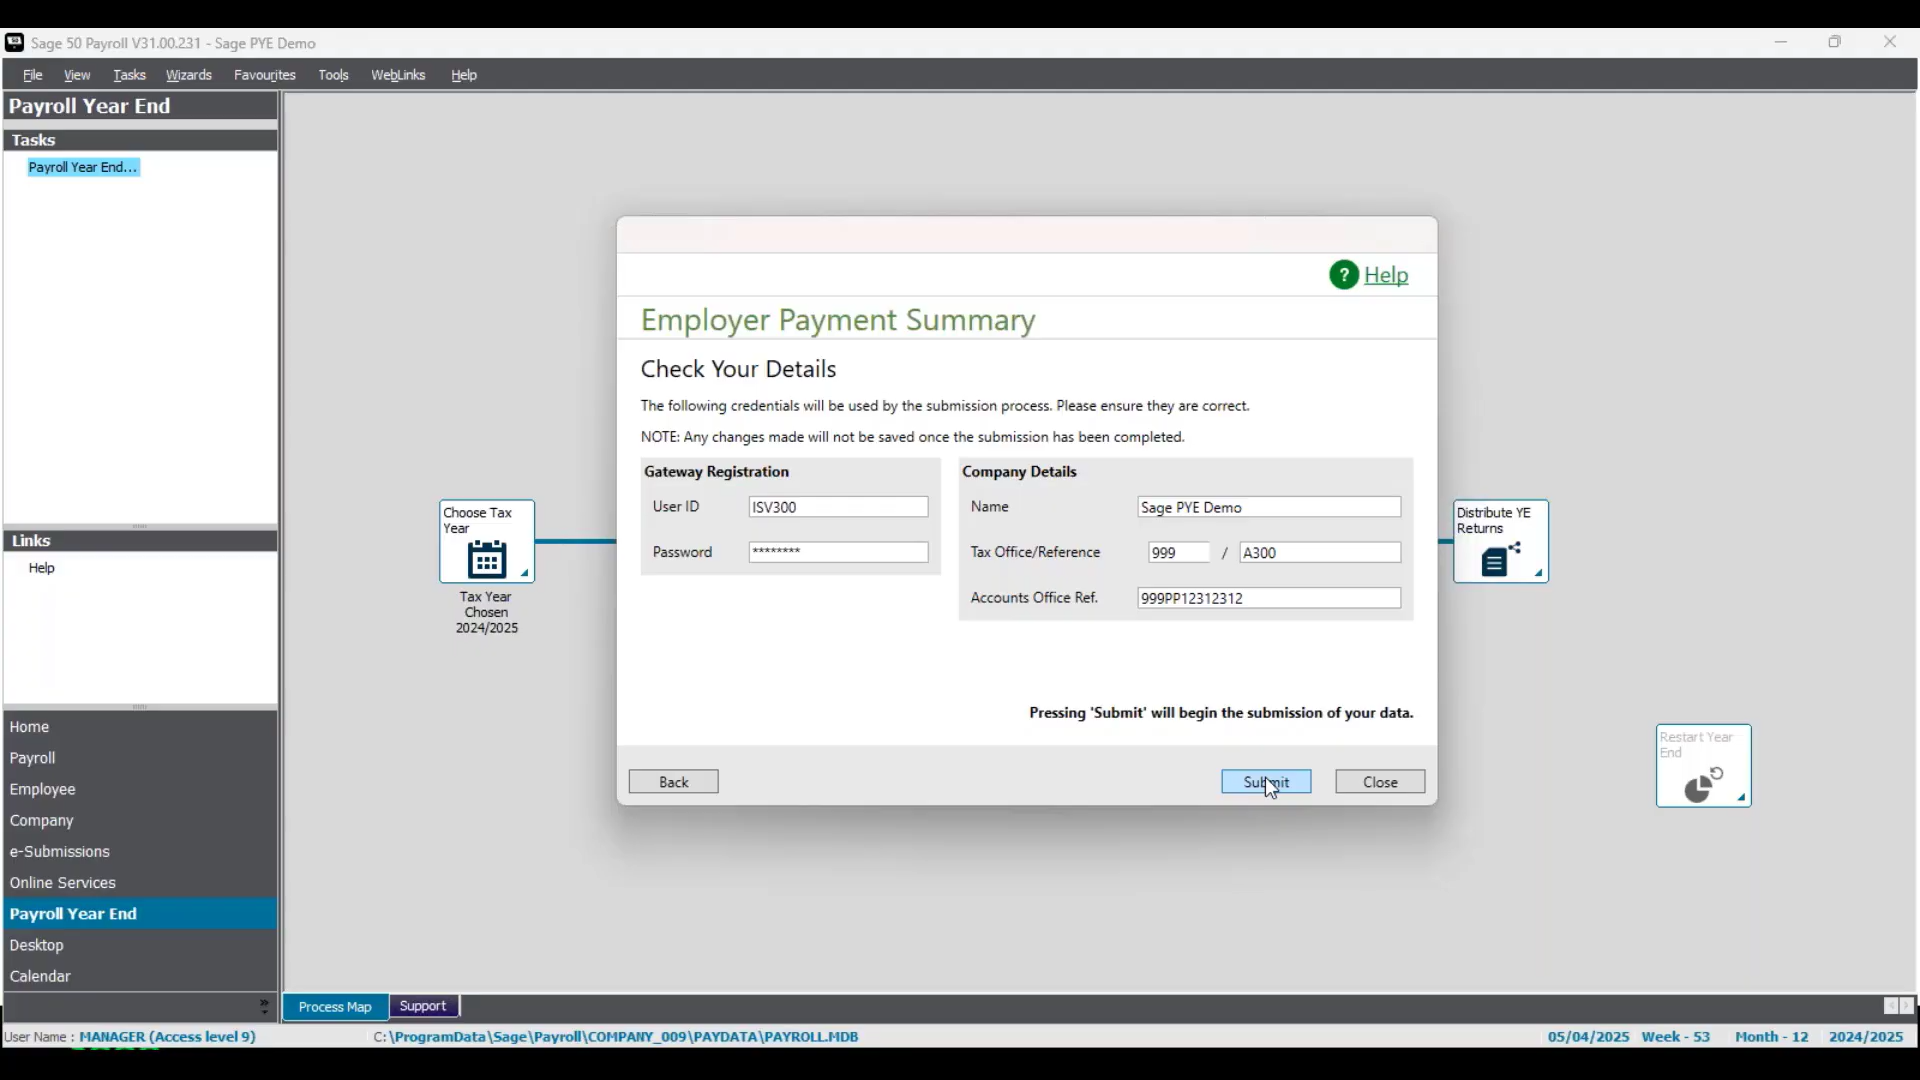 Sage 50 Payroll V31.00.231 - Sage PYE Demo
File View Tasks Wizards Favourites Tools WebLinks Help
Payroll Year End
Tasks
Payroll Year End...
Links
Help
Home
Payroll
Employee
Company
e-Submissions
Online Services
Payroll Year End
Desktop
Calendar
Choose Tax
Year
Tax Year
Chosen
2024/2025
? Help
Employer Payment Summary
Check Your Details
The following credentials will be used by the submission process. Please ensure they are correct.
NOTE: Any changes made will not be saved once the submission has been completed.
Gateway Registration
User ID ISV300
Password ********
Company Details
Name Sage PYE Demo
Tax Office/Reference 999 / A300
Accounts Office Ref. 999PP12312312
Pressing 'Submit' will begin the submission of your data.
Back Submit Close
Distribute YE
Returns
Restart Year
End
Process Map Support
User Name : MANAGER (Access level 9) C:\ProgramData\Sage\Payroll\COMPANY_009\PAYDATA\PAYROLL.MDB 05/04/2025 Week - 53 Month - 12 2024/2025